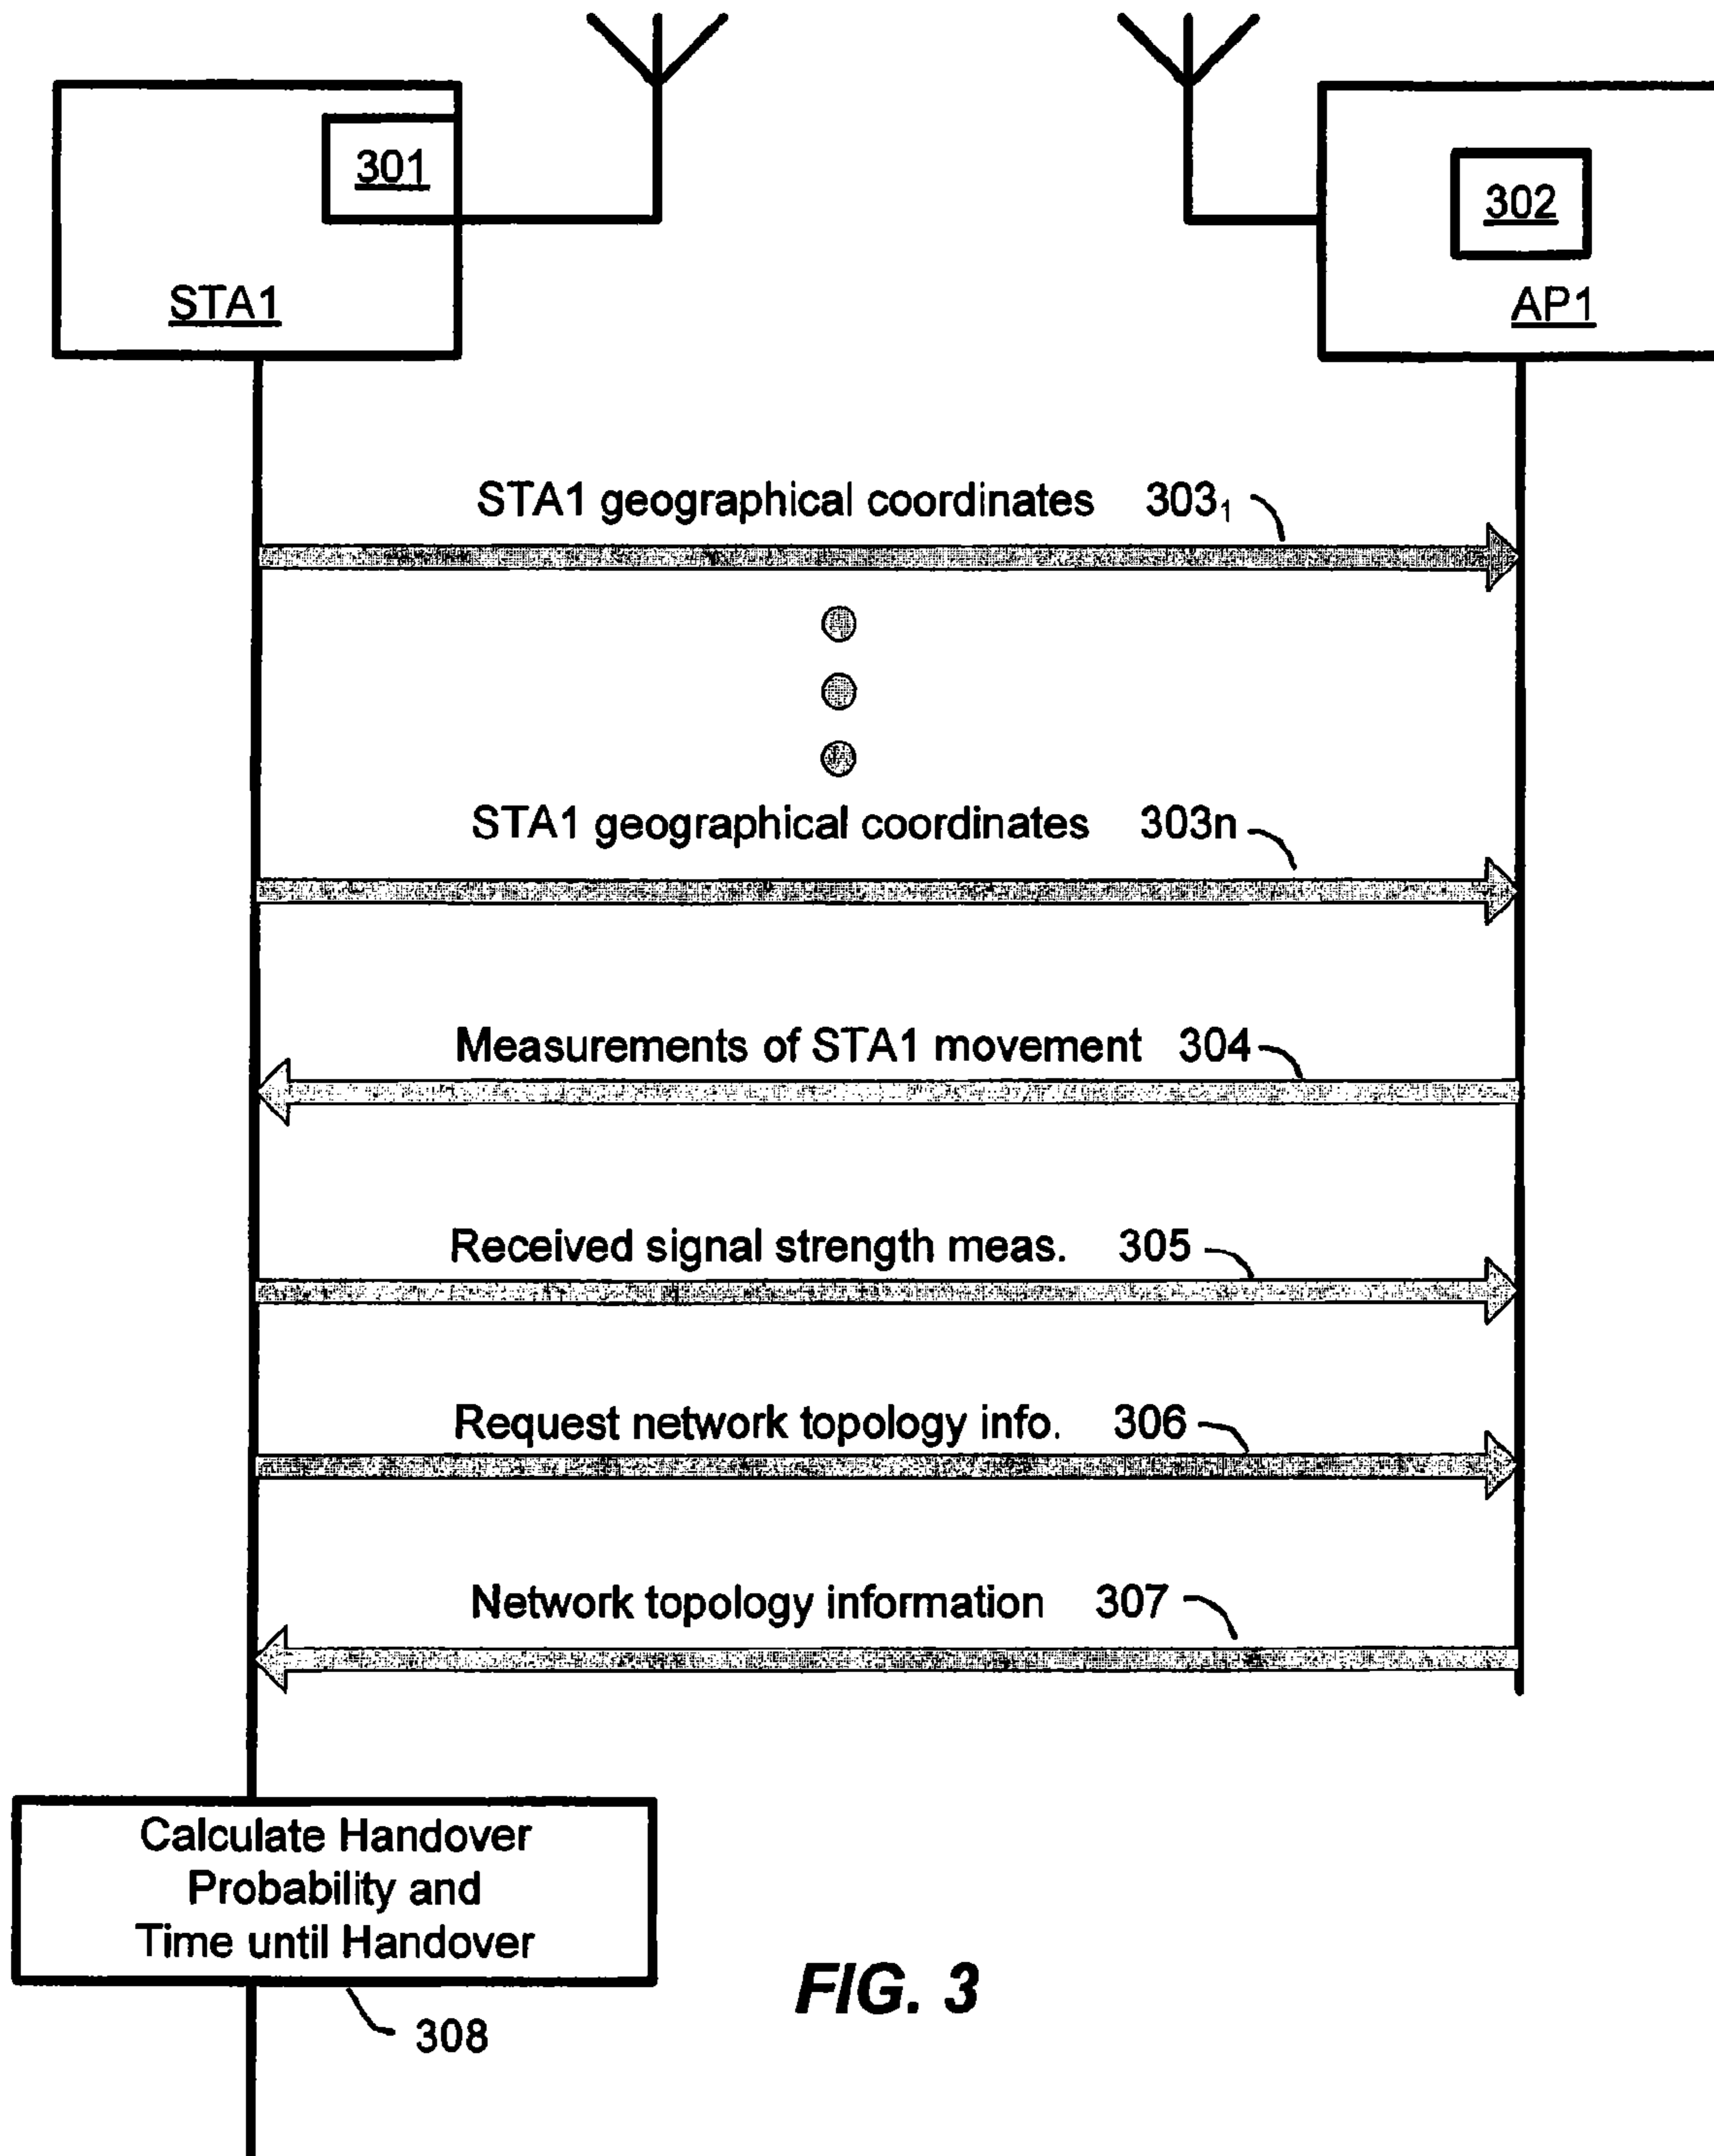 301
302
STA1
AP1
STA1 geographical coordinates 303₁
STA1 geographical coordinates 303n
Measurements of STA1 movement 304
Received signal strength meas. 305
Request network topology info. 306
Network topology information 307
Calculate Handover
Probability and
Time until Handover
308
FIG. 3